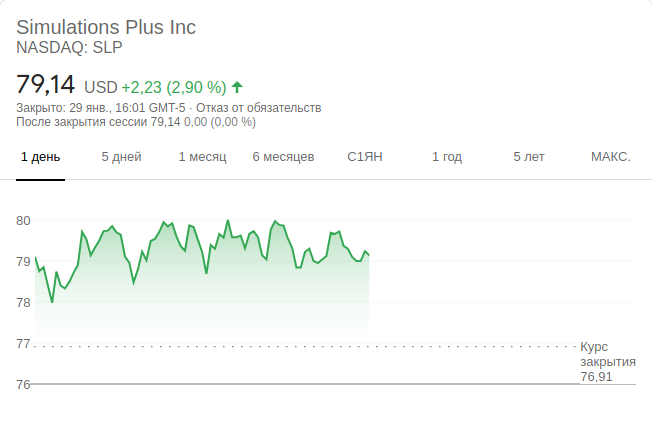 Simulations Plus Inc
NASDAQ: SLP
79,14 USD +2,23 (2,90 %)
Закрыто: 29 янв., 16:01 GMT-5 · Отказ от обязательств
После закрытия сессии 79,14 0,00 (0,00 %)
1 день 5 дней 1 месяц 6 месяцев С1ЯН 1 год 5 лет МАКС.
80
79
78
77
Курс
закрытия
76,91
76